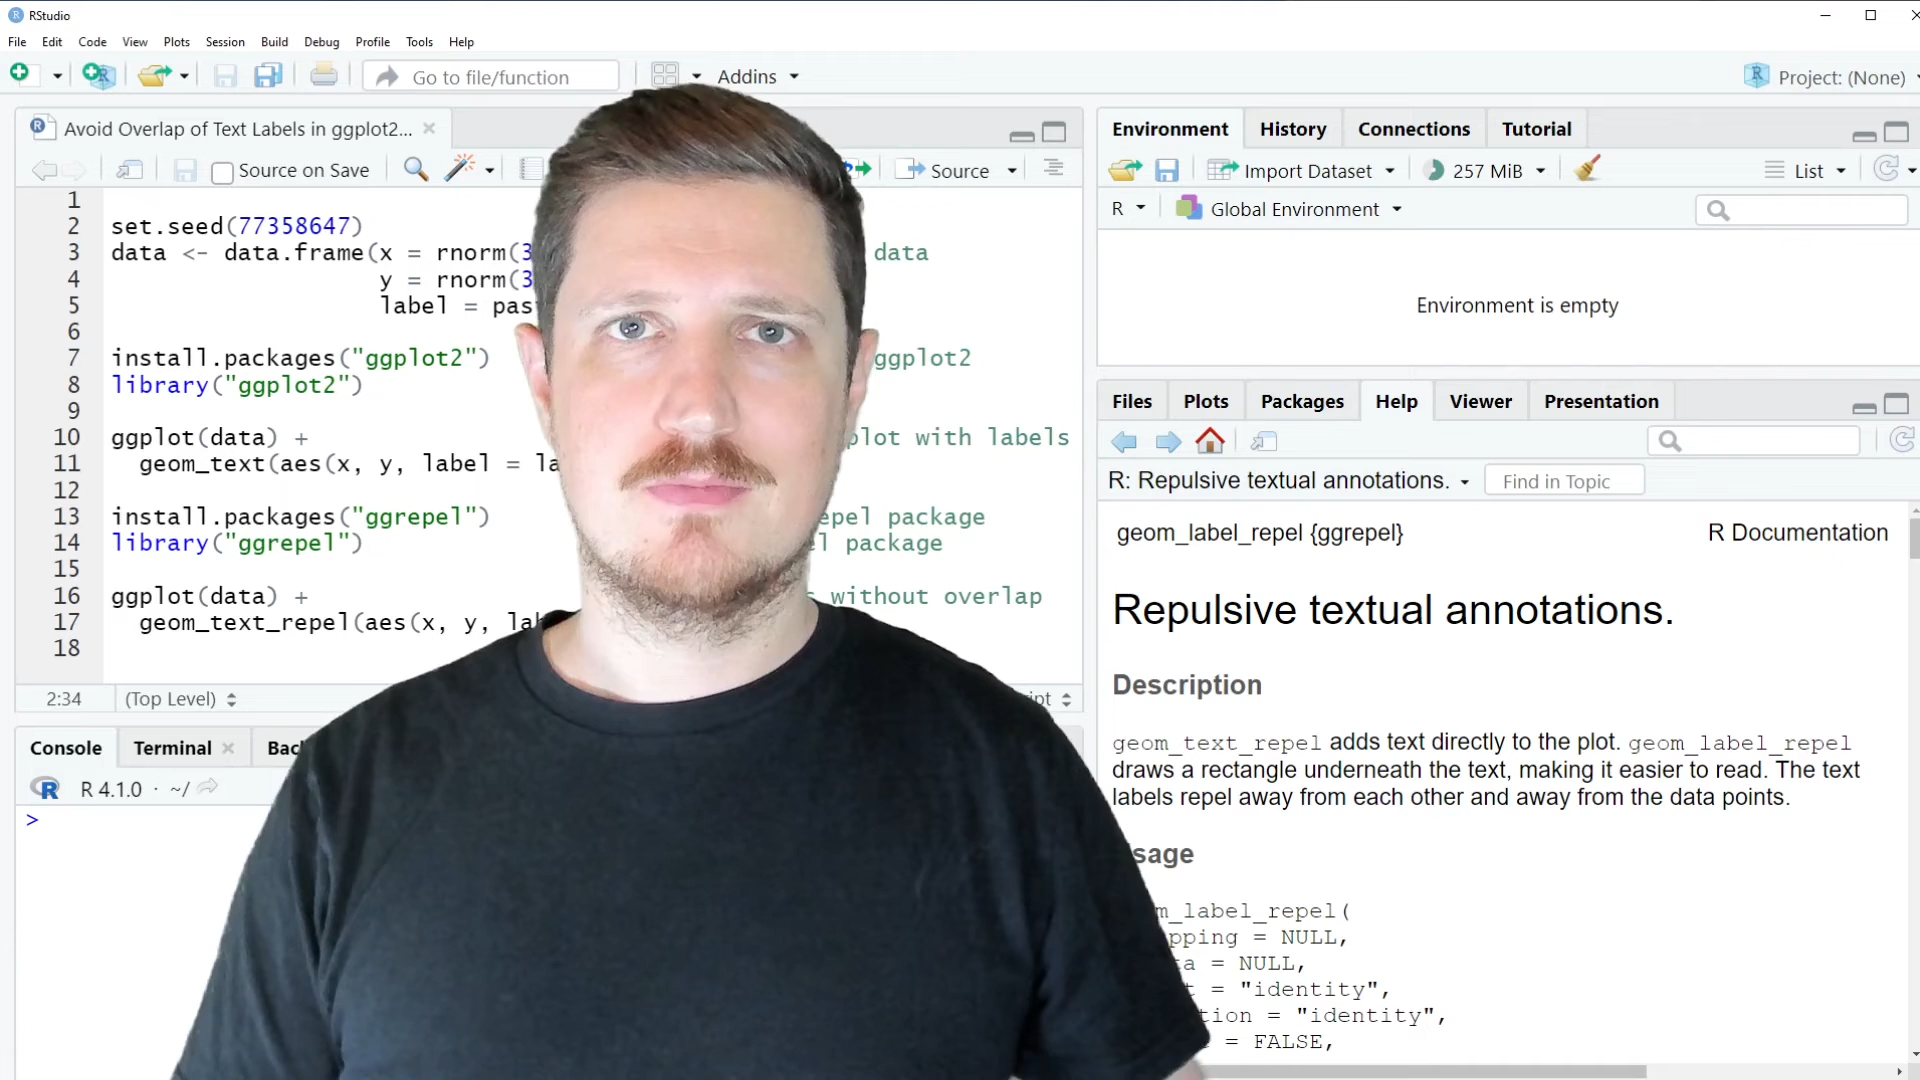 RStudio
File Edit Code View Plots Session Build Debug Profile Tools Help
Go to file/function Addins Project: (None)
Avoid Overlap of Text Labels in ggplot2...
Source on Save Source
1
2 set.seed(77358647)
3 data <- data.frame(x = rnorm(3 data
4 y = rnorm(3
5 label = pas
6
7 install.packages("ggplot2") ggplot2
8 library("ggplot2")
9
10 ggplot(data) + plot with labels
11 geom_text(aes(x, y, label = la
12
13 install.packages("ggrepel") epel package
14 library("ggrepel") package
15
16 ggplot(data) + without overlap
17 geom_text_repel(aes(x, y, lab
18
2:34 (Top Level) ipt
Console Terminal Bac
R 4.1.0 · ~/
>
Environment History Connections Tutorial
Import Dataset 257 MiB List
R Global Environment
Environment is empty
Files Plots Packages Help Viewer Presentation
R: Repulsive textual annotations. Find in Topic
geom_label_repel {ggrepel} R Documentation
Repulsive textual annotations.
Description
geom_text_repel adds text directly to the plot. geom_label_repel
draws a rectangle underneath the text, making it easier to read. The text
labels repel away from each other and away from the data points.
sage
m_label_repel(
pping = NULL,
ta = NULL,
t = "identity",
tion = "identity",
= FALSE,